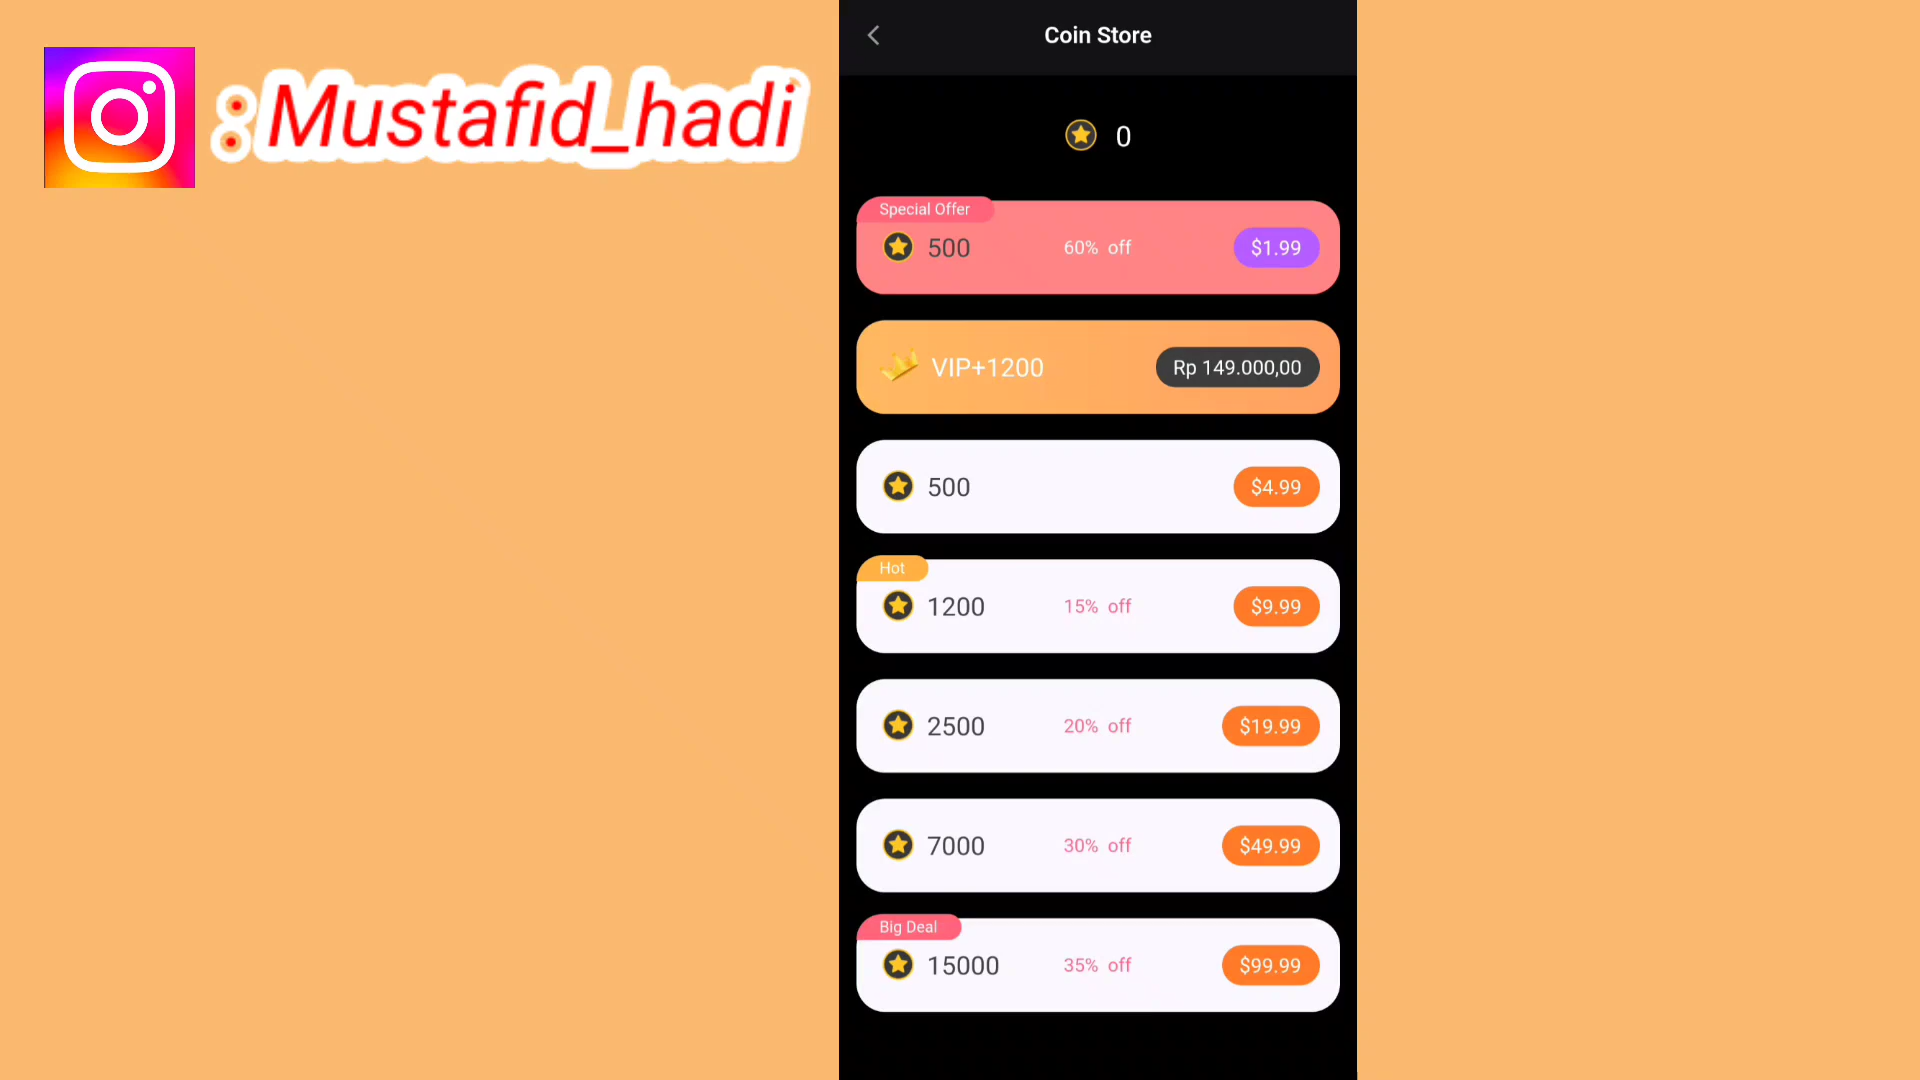 :Mustafid_hadi
Coin Store
0
Special Offer
500 60% off $1.99
VIP+1200 Rp 149.000,00
500 $4.99
Hot
1200 15% off $9.99
2500 20% off $19.99
7000 30% off $49.99
Big Deal
15000 35% off $99.99